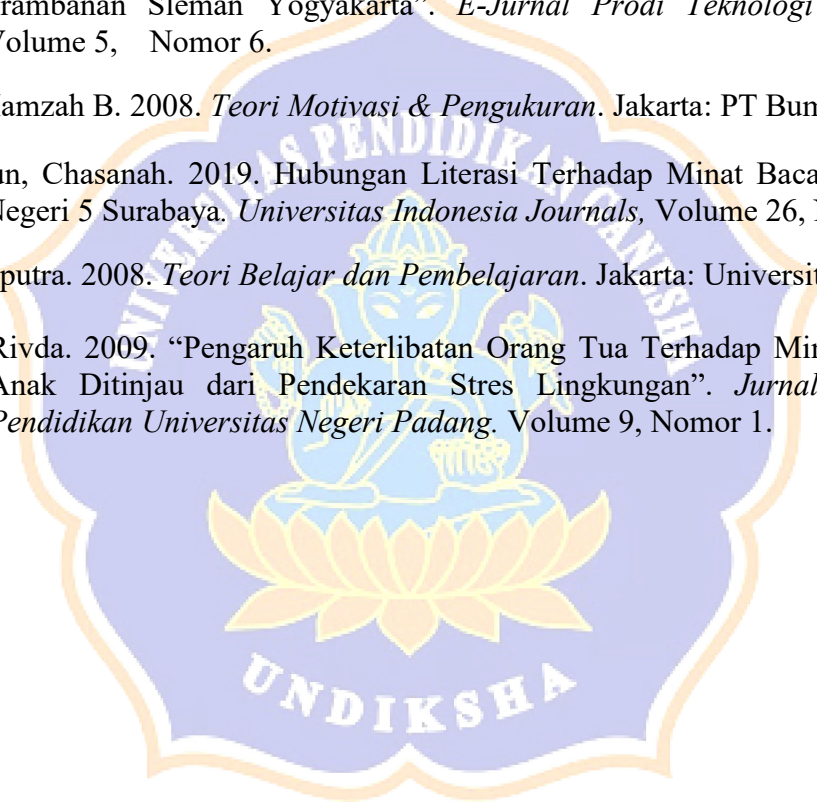 rambanan Sleman Yogyakarta”. E-Jurnal Prodi Teknologi
Volume 5, Nomor 6.
Hamzah B. 2008. Teori Motivasi & Pengukuran. Jakarta: PT Bum
un, Chasanah. 2019. Hubungan Literasi Terhadap Minat Baca
Negeri 5 Surabaya. Universitas Indonesia Journals, Volume 26,
putra. 2008. Teori Belajar dan Pembelajaran. Jakarta: Universit
Rivda. 2009. “Pengaruh Keterlibatan Orang Tua Terhadap Min
Anak Ditinjau dari Pendekaran Stres Lingkungan”. Jurnal
Pendidikan Universitas Negeri Padang. Volume 9, Nomor 1.
UNIVERSITAS PENDIDIKAN GANESHA
UNDIKSHA